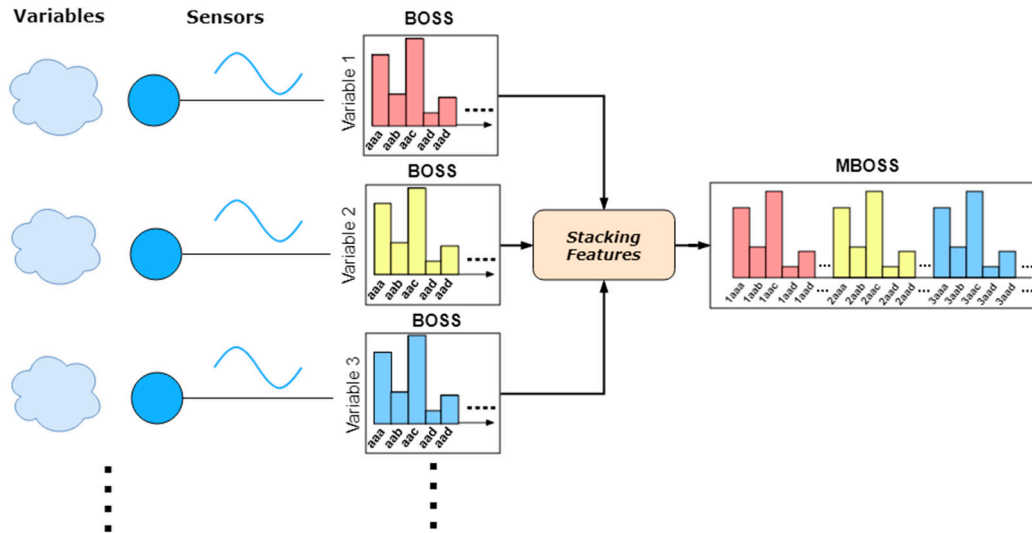 Variables
Sensors
BOSS
Variable 1
aaa aab aac aad aad
BOSS
Variable 2
aaa aab aac aad aad
BOSS
Variable 3
aaa aab aac aad aad
Stacking
Features
MBOSS
1aaa 1aab 1aac 1aad 1aad ... 2aaa 2aab 2aac 2aad 2aad ... 3aaa 3aab 3aac 3aad 3aad ...